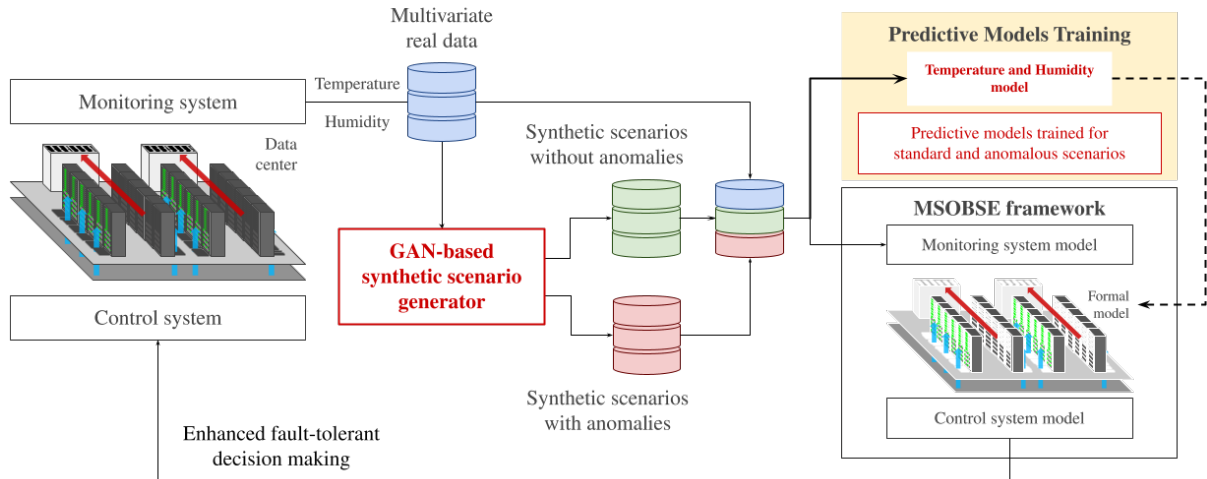 Multivariate
real data
Monitoring system
Temperature
Humidity
Data
center
Control system
GAN-based
synthetic scenario
generator
Synthetic scenarios
without anomalies
Synthetic scenarios
with anomalies
Enhanced fault-tolerant
decision making
Predictive Models Training
Temperature and Humidity
model
Predictive models trained for
standard and anomalous scenarios
MSOBSE framework
Monitoring system model
Formal
model
Control system model